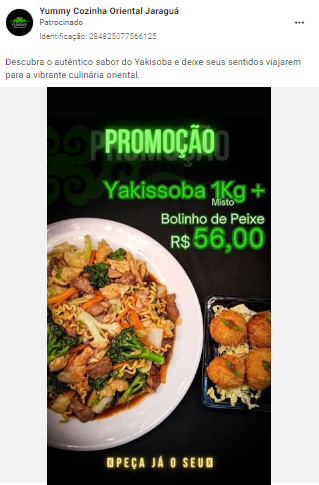 Yummy Cozinha Oriental Jaraguá
Patrocinado
Identificação: 284825077566125
Descubra o autêntico sabor do Yakisoba e deixe seus sentidos viajarem
para a vibrante culinária oriental.
PROMOÇÃO
Yakissoba 1Kg +
Misto
Bolinho de Peixe
R$ 56,00
PEÇA JÁ O SEU